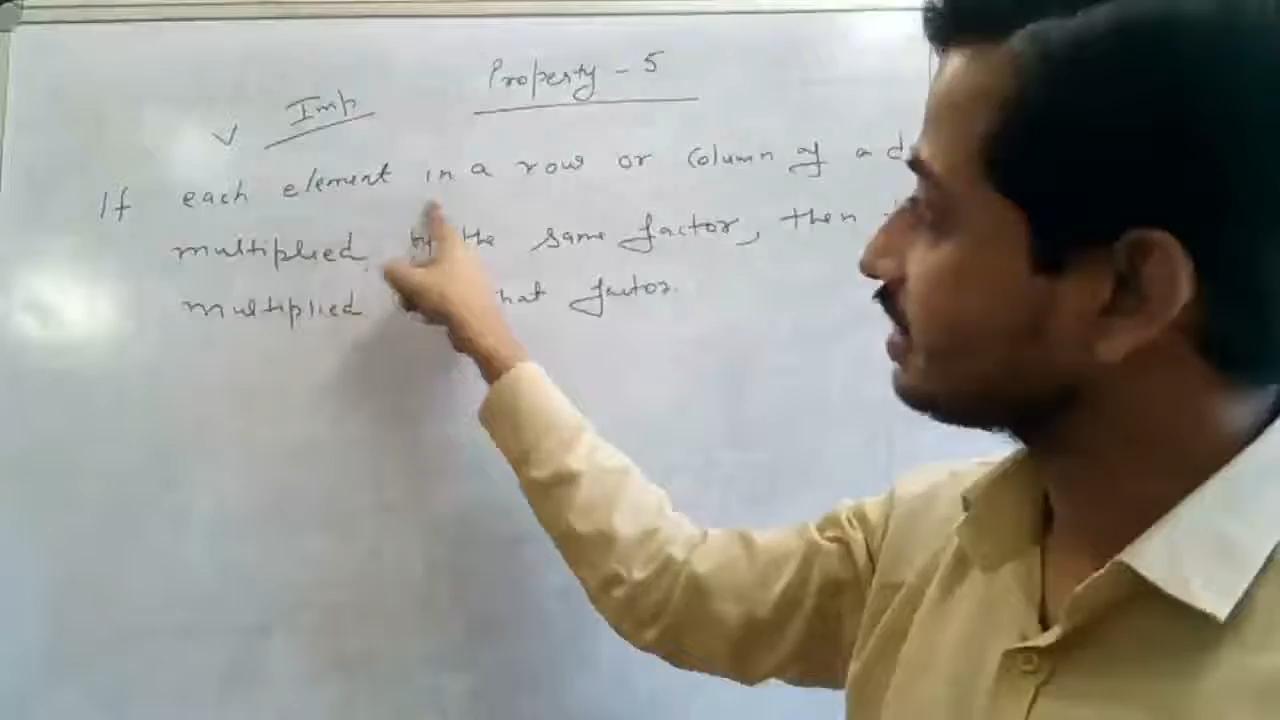 Property - 5
V Imp
If each element in a row or column of a d
multiplied by the same factor, then
multiplied that factor.